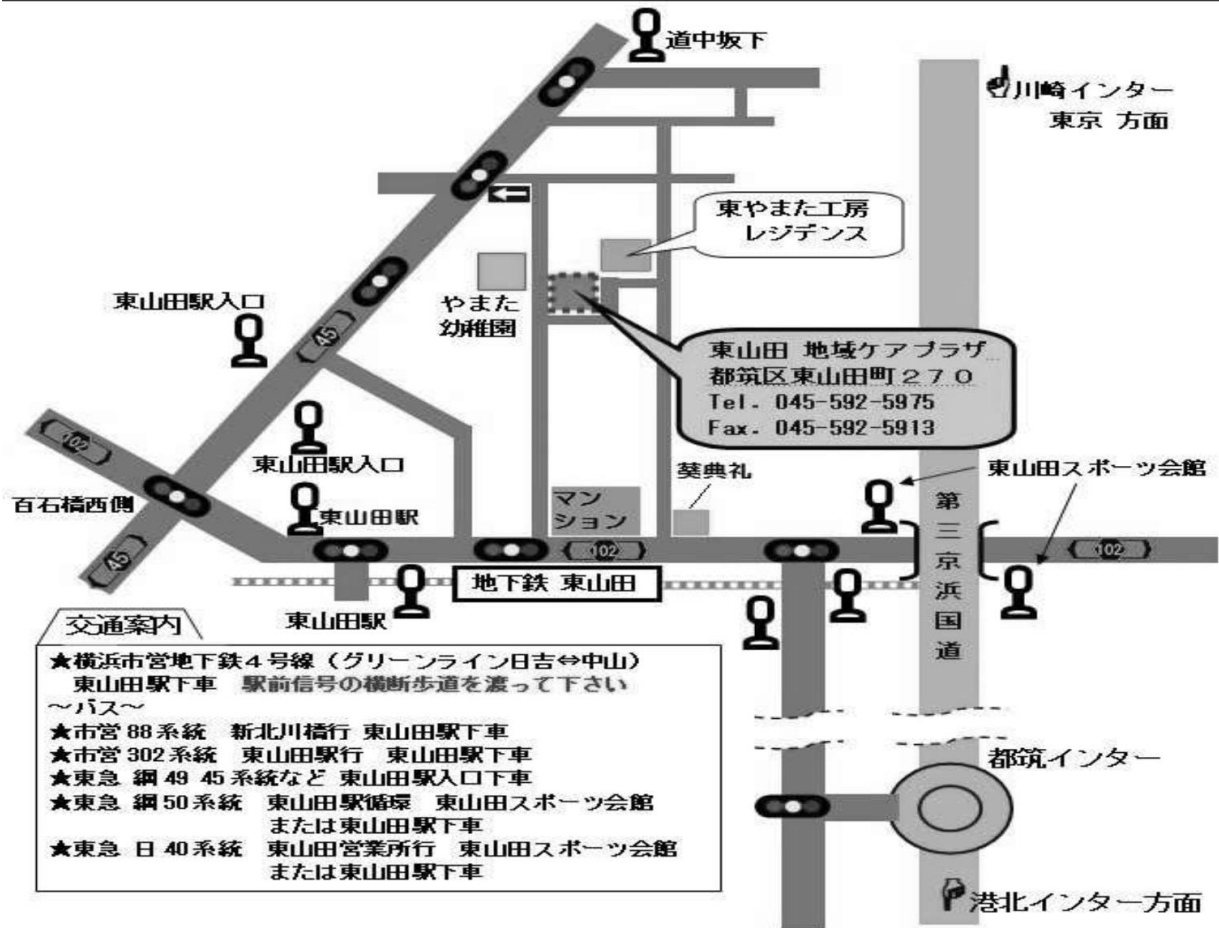 道中坂下
川崎インター
東京 方面
東やまた工房
レジデンス
やまた
幼稚園
東山田駅入口
45
東山田 地域ケアプラザ
都筑区東山田町270
Tel. 045-592-5975
Fax. 045-592-5913
102
東山田駅入口
葵典礼
東山田スポーツ会館
百石橋西側
東山田駅
マン
ション
第三京浜国道
45
102
102
地下鉄 東山田
東山田駅
交通案内
★横浜市営地下鉄4号線（グリーンライン日吉⇔中山）
東山田駅下車 駅前信号の横断歩道を渡って下さい
～バス～
★市営88系統 新北川橋行 東山田駅下車
★市営302系統 東山田駅行 東山田駅下車
★東急 綱49 45系統など 東山田駅入口下車
★東急 綱50系統 東山田駅循環 東山田スポーツ会館
または東山田駅下車
★東急 日40系統 東山田営業所行 東山田スポーツ会館
または東山田駅下車
都筑インター
港北インター方面